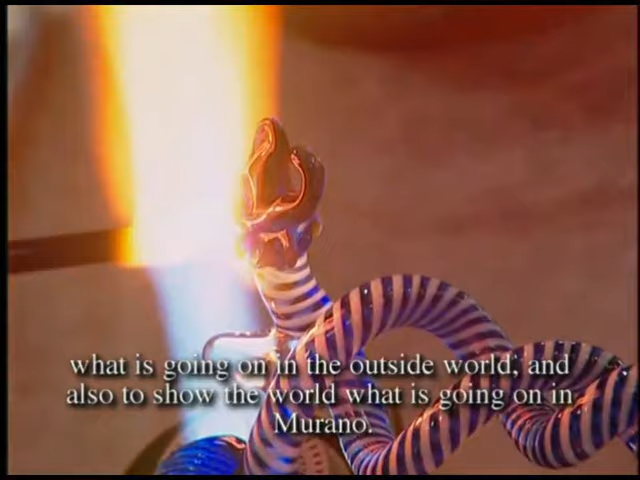 what is going on in the outside world, and
also to show the world what is going on in
Murano.